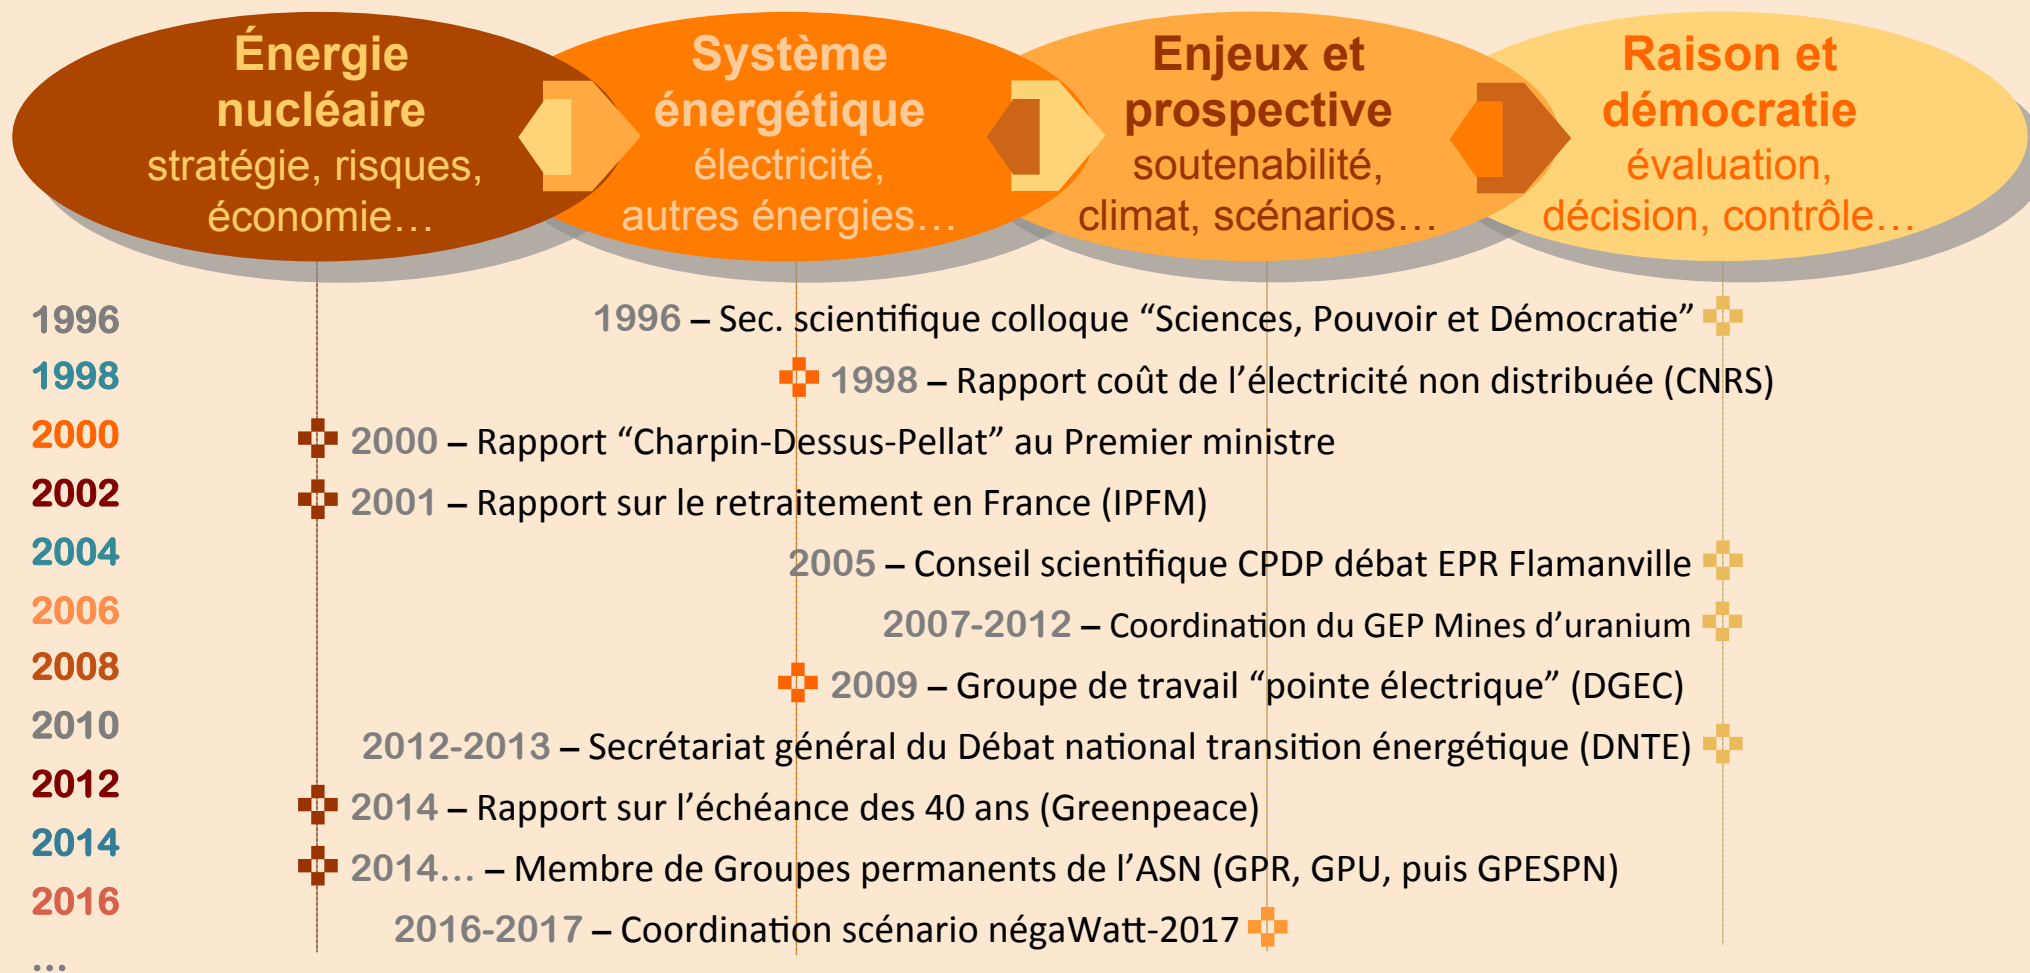 Énergie
nucléaire
stratégie, risques,
économie…
Système
énergétique
électricité,
autres énergies…
Enjeux et
prospective
soutenabilité,
climat, scénarios…
Raison et
démocratie
évaluation,
décision, contrôle…
1996
1998
2000
2002
2004
2006
2008
2010
2012
2014
2016
…
1996 – Sec. scientifique colloque “Sciences, Pouvoir et Démocratie”
1998 – Rapport coût de l’électricité non distribuée (CNRS)
2000 – Rapport “Charpin-Dessus-Pellat” au Premier ministre
2001 – Rapport sur le retraitement en France (IPFM)
2005 – Conseil scientifique CPDP débat EPR Flamanville
2007-2012 – Coordination du GEP Mines d’uranium
2009 – Groupe de travail “pointe électrique” (DGEC)
2012-2013 – Secrétariat général du Débat national transition énergétique (DNTE)
2014 – Rapport sur l’échéance des 40 ans (Greenpeace)
2014… – Membre de Groupes permanents de l’ASN (GPR, GPU, puis GPESPN)
2016-2017 – Coordination scénario négaWatt-2017